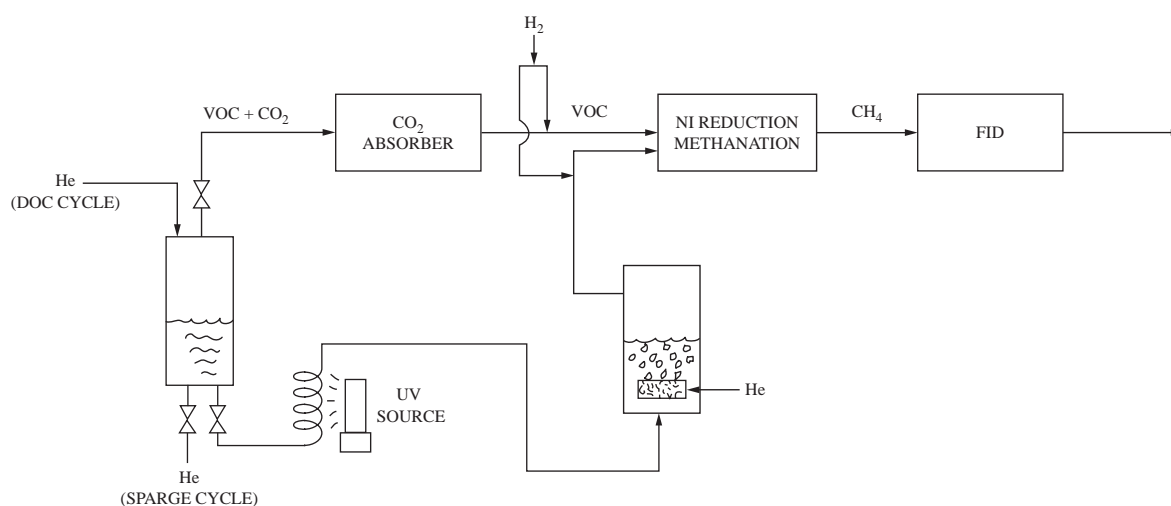 H₂
VOC + CO₂
CO₂
ABSORBER
VOC
NI REDUCTION
METHANATION
CH₄
FID
He
(DOC CYCLE)
UV
SOURCE
He
He
(SPARGE CYCLE)